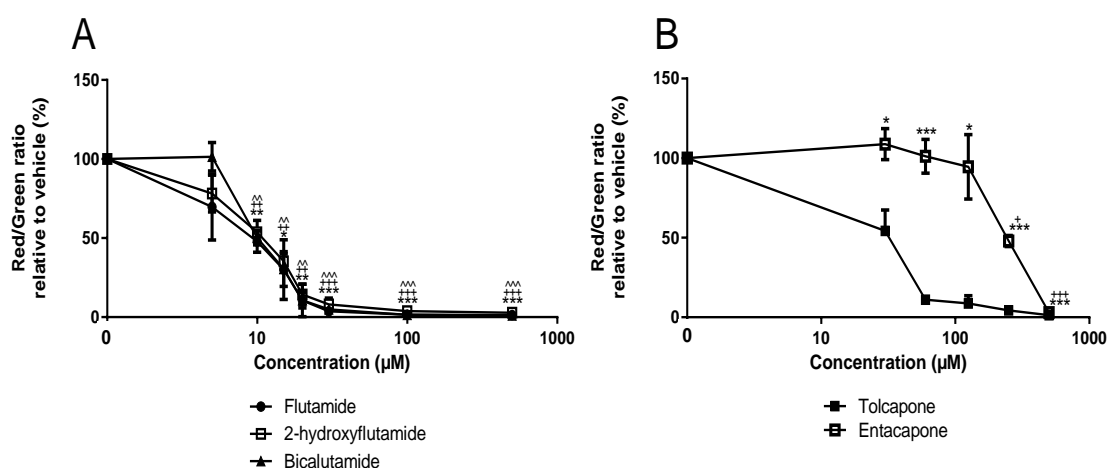 A
Red/Green ratio
relative to vehicle (%)
150
100
50
0
^^
‡‡
**
^^
‡‡
*
^^
‡‡
**
^^^
‡‡‡
***
^^^
‡‡‡
***
^^^
‡‡‡
***
0 10 100 1000
Concentration (µM)
Flutamide
2-hydroxyflutamide
Bicalutamide
B
Red/Green ratio
relative to vehicle (%)
150
100
50
0
*
***
*
+
***
‡‡‡
***
0 10 100 1000
Concentration (µM)
Tolcapone
Entacapone